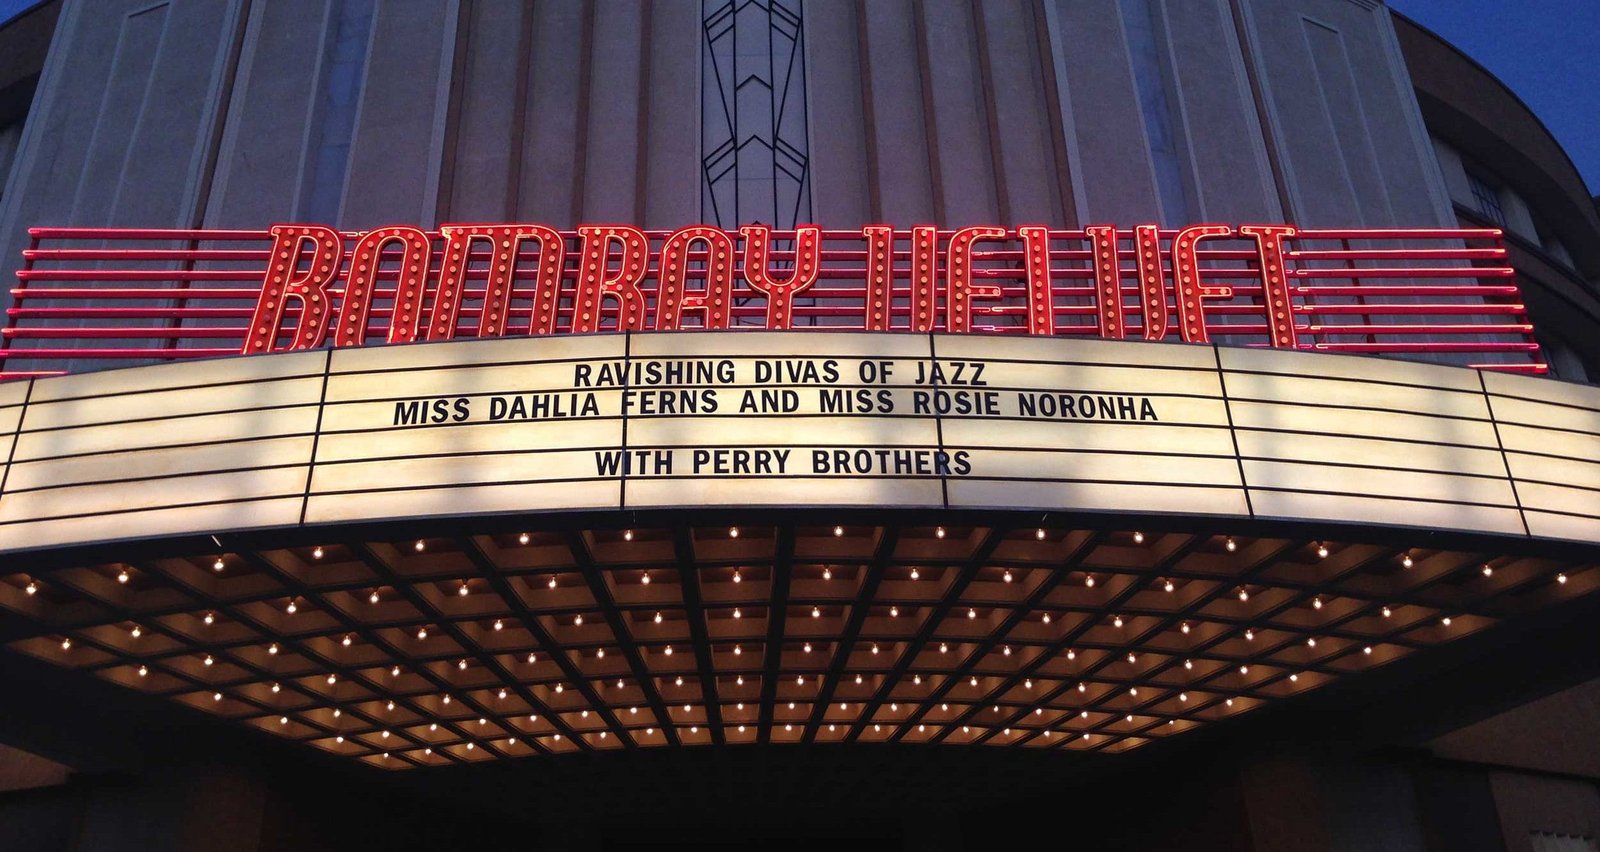 BOMBAY VELVET
RAVISHING DIVAS OF JAZZ
MISS DAHLIA FERNS AND MISS ROSIE NORONHA
WITH PERRY BROTHERS